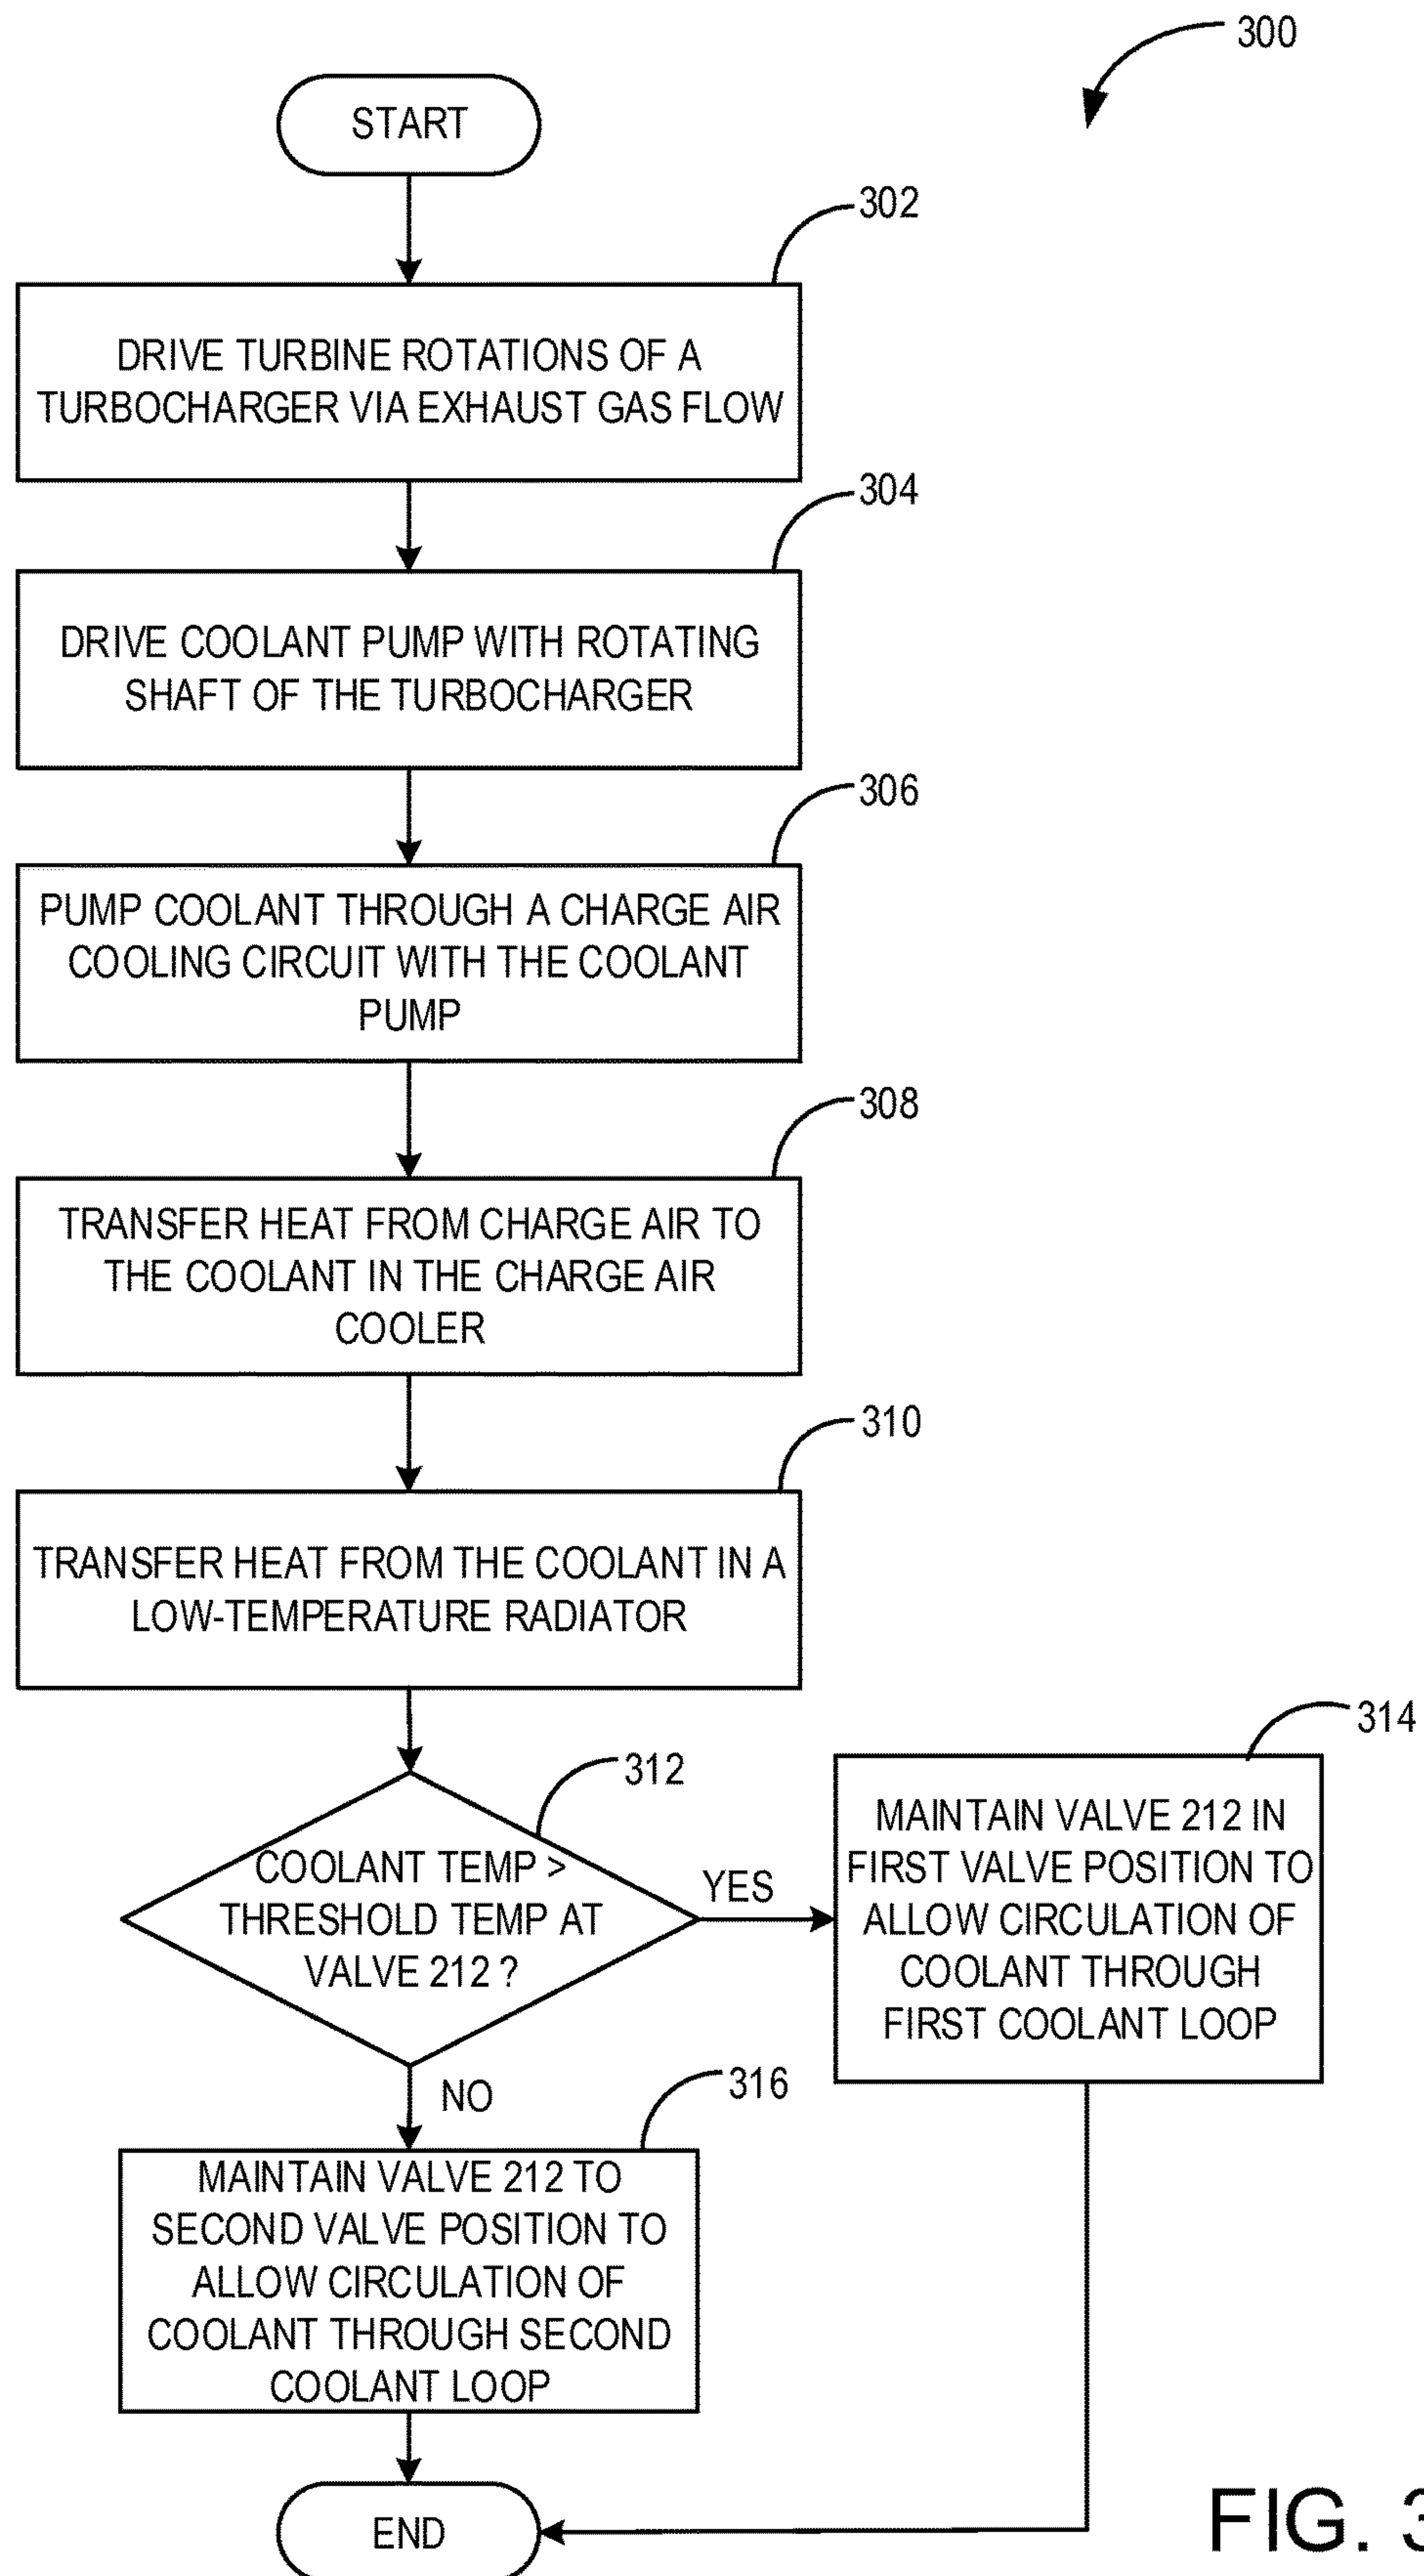 300
START
302
DRIVE TURBINE ROTATIONS OF A
TURBOCHARGER VIA EXHAUST GAS FLOW
304
DRIVE COOLANT PUMP WITH ROTATING
SHAFT OF THE TURBOCHARGER
306
PUMP COOLANT THROUGH A CHARGE AIR
COOLING CIRCUIT WITH THE COOLANT
PUMP
308
TRANSFER HEAT FROM CHARGE AIR TO
THE COOLANT IN THE CHARGE AIR
COOLER
310
TRANSFER HEAT FROM THE COOLANT IN A
LOW-TEMPERATURE RADIATOR
312
COOLANT TEMP >
THRESHOLD TEMP AT
VALVE 212 ?
YES
314
MAINTAIN VALVE 212 IN
FIRST VALVE POSITION TO
ALLOW CIRCULATION OF
COOLANT THROUGH
FIRST COOLANT LOOP
NO
316
MAINTAIN VALVE 212 TO
SECOND VALVE POSITION TO
ALLOW CIRCULATION OF
COOLANT THROUGH SECOND
COOLANT LOOP
END
FIG. 3